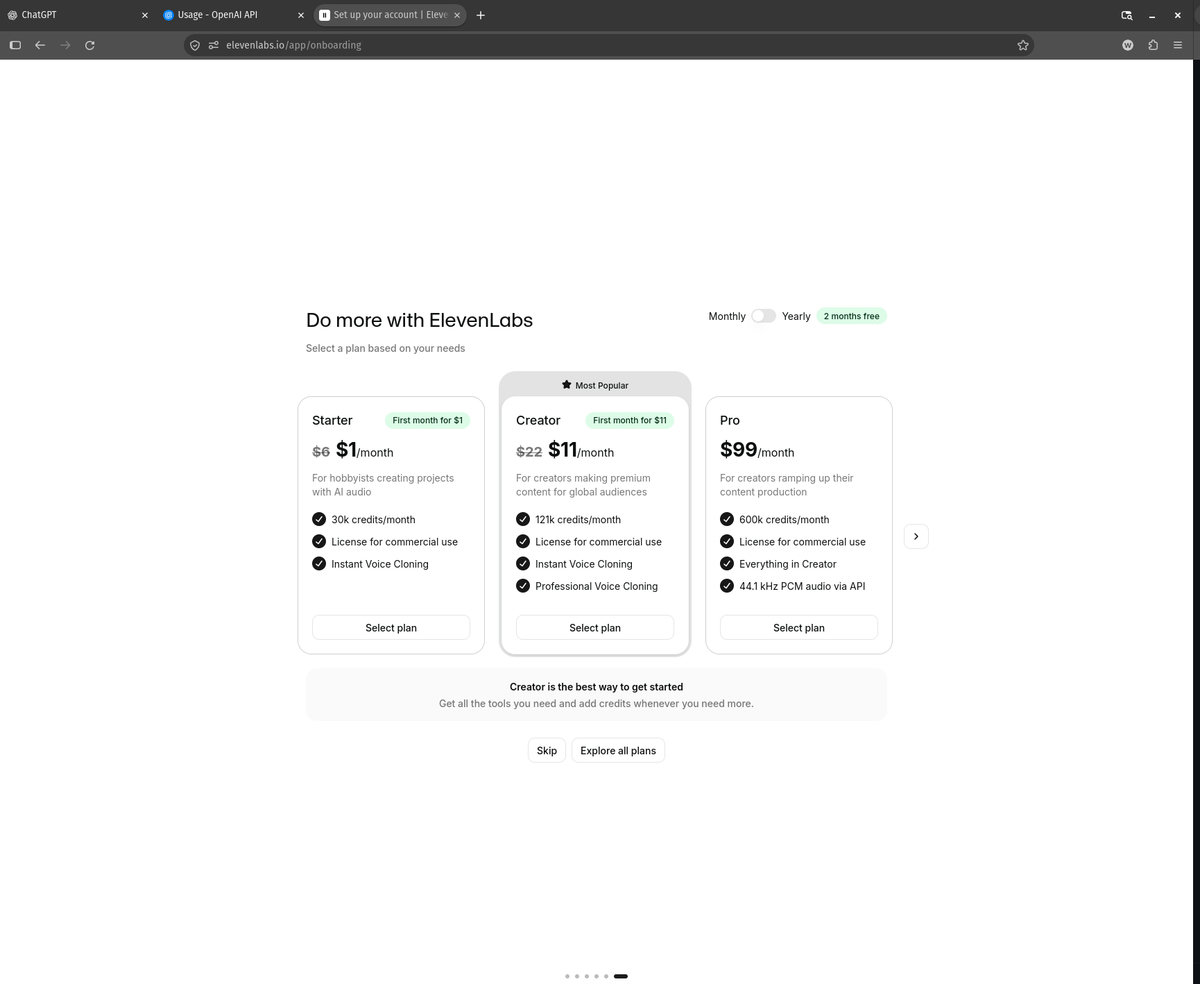 ChatGPT
Usage - OpenAI API
Set up your account | Eleve
elevenlabs.io/app/onboarding
W
Do more with ElevenLabs
Monthly
Yearly
2 months free
Select a plan based on your needs
Most Popular
Starter
First month for $1
$6 $1/month
For hobbyists creating projects
with AI audio
30k credits/month
License for commercial use
Instant Voice Cloning
Select plan
Creator
First month for $11
$22 $11/month
For creators making premium
content for global audiences
121k credits/month
License for commercial use
Instant Voice Cloning
Professional Voice Cloning
Select plan
Pro
$99/month
For creators ramping up their
content production
600k credits/month
License for commercial use
Everything in Creator
44.1 kHz PCM audio via API
Select plan
Creator is the best way to get started
Get all the tools you need and add credits whenever you need more.
Skip
Explore all plans